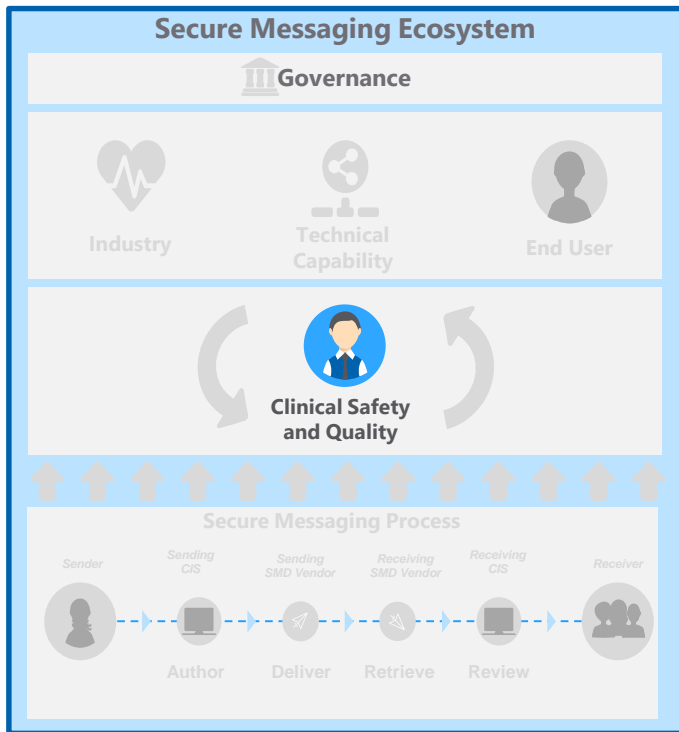 Secure Messaging Ecosystem
Governance
Industry
Technical
Capability
End User
Clinical Safety
and Quality
Secure Messaging Process
Sender
Sending
CIS
Sending
SMD Vendor
Receiving
SMD Vendor
Receiving
CIS
Receiver
Author
Deliver
Retrieve
Review